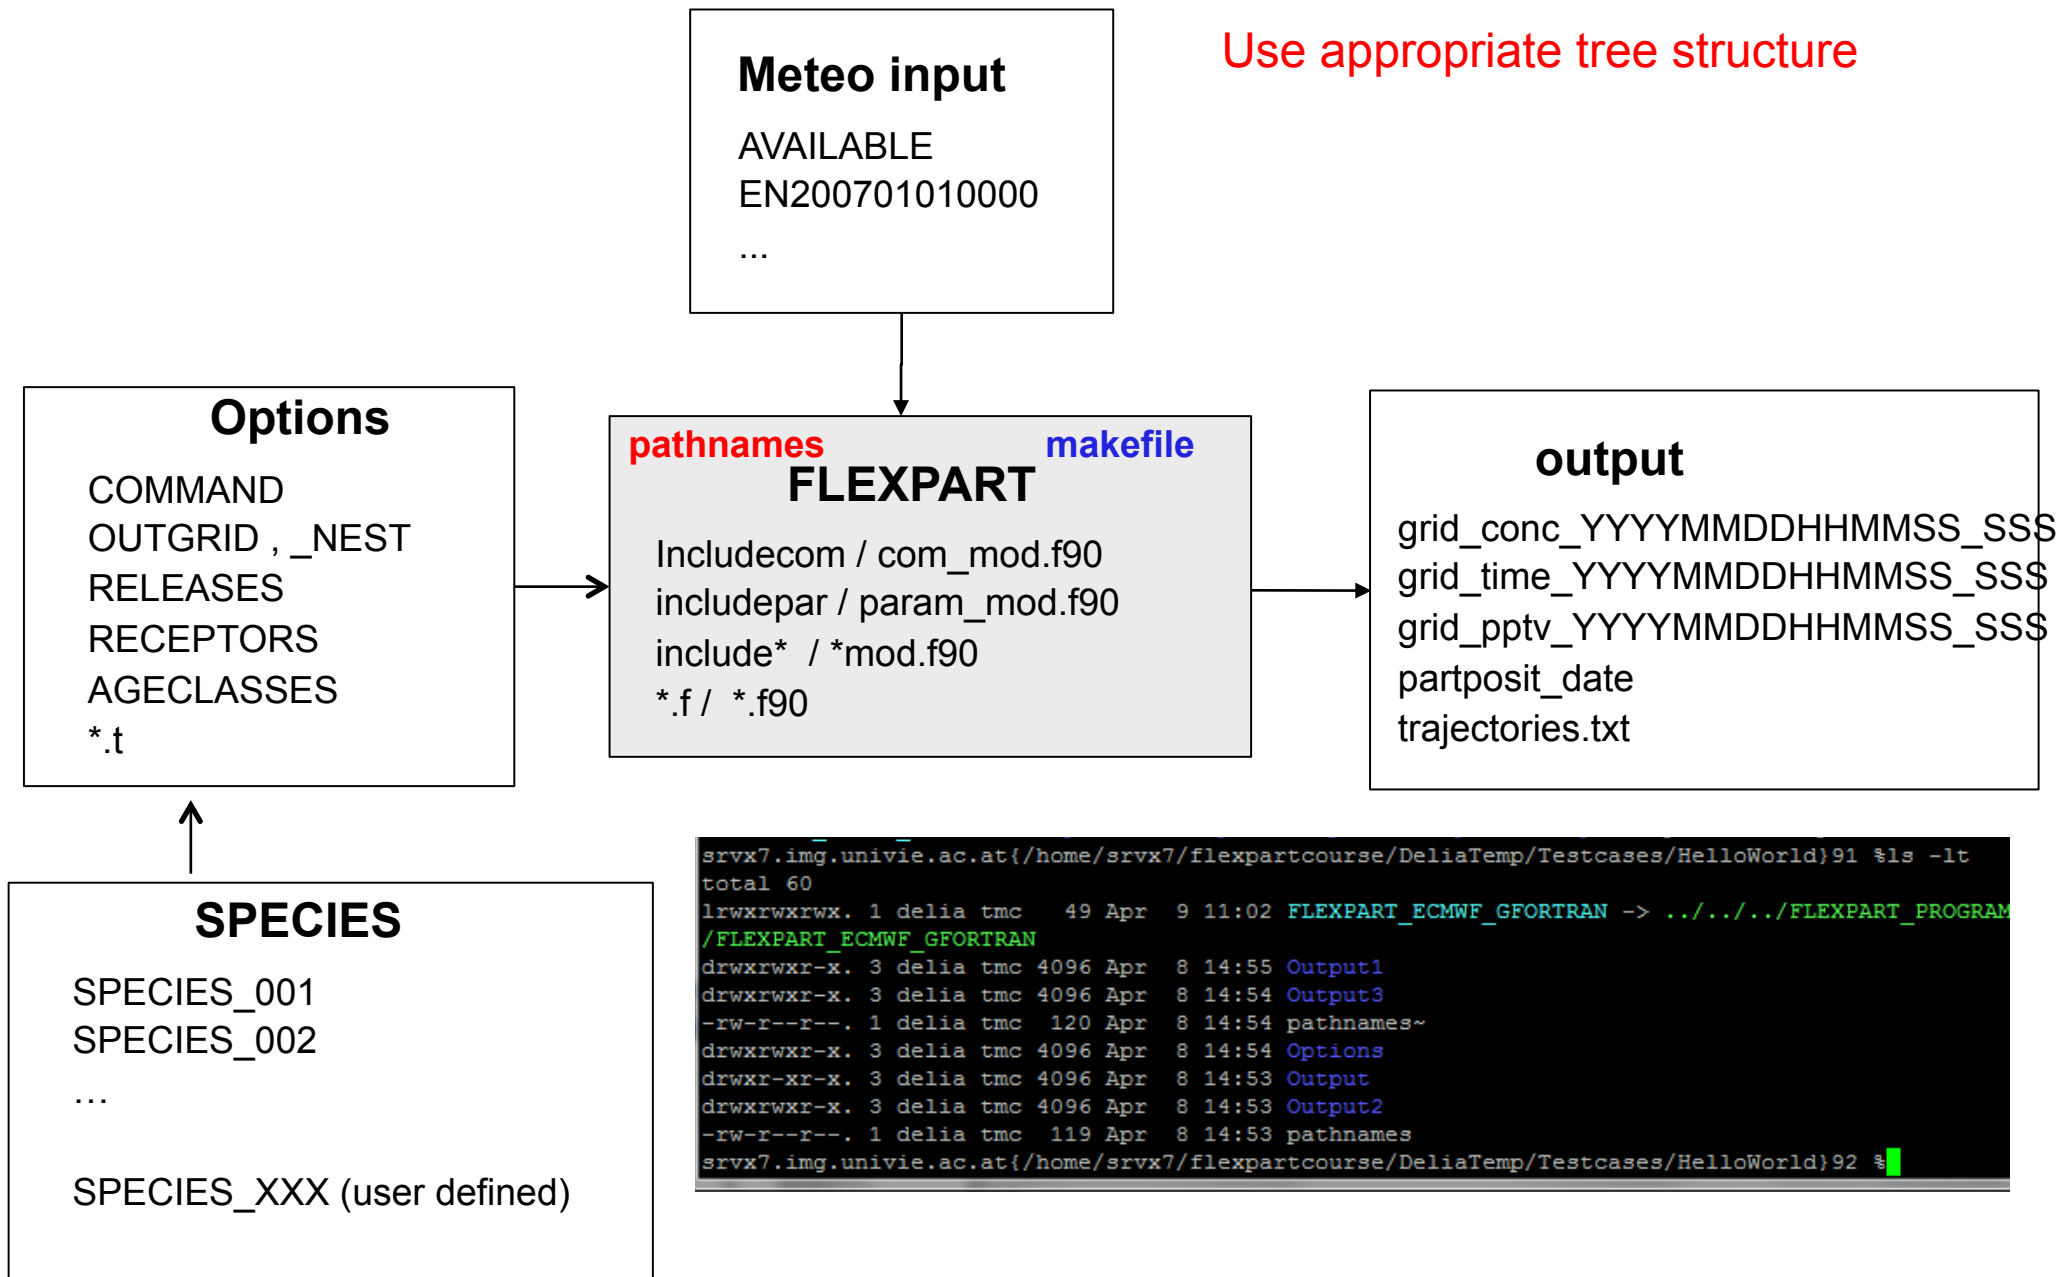 Use appropriate tree structure
Meteo input
AVAILABLE
EN200701010000
...
Options
COMMAND
OUTGRID , _NEST
RELEASES
RECEPTORS
AGECLASSES
*.t
pathnames
makefile
FLEXPART
Includecom / com_mod.f90
includepar / param_mod.f90
include*  / *mod.f90
*.f /  *.f90
output
grid_conc_YYYYMMDDHHMMSS_SSS
grid_time_YYYYMMDDHHMMSS_SSS
grid_pptv_YYYYMMDDHHMMSS_SSS
partposit_date
trajectories.txt
SPECIES
SPECIES_001
SPECIES_002
…
SPECIES_XXX (user defined)
srvx7.img.univie.ac.at{/home/srvx7/flexpartcourse/DeliaTemp/Testcases/HelloWorld}91 %ls -lt
total 60
lrwxrwxrwx. 1 delia tmc   49 Apr  9 11:02 FLEXPART_ECMWF_GFORTRAN -> ../../../FLEXPART_PROGRAM
/FLEXPART_ECMWF_GFORTRAN
drwxrwxr-x. 3 delia tmc 4096 Apr  8 14:55 Output1
drwxrwxr-x. 3 delia tmc 4096 Apr  8 14:54 Output3
-rw-r--r--. 1 delia tmc  120 Apr  8 14:54 pathnames~
drwxrwxr-x. 3 delia tmc 4096 Apr  8 14:54 Options
drwxr-xr-x. 3 delia tmc 4096 Apr  8 14:53 Output
drwxrwxr-x. 3 delia tmc 4096 Apr  8 14:53 Output2
-rw-r--r--. 1 delia tmc  119 Apr  8 14:53 pathnames
srvx7.img.univie.ac.at{/home/srvx7/flexpartcourse/DeliaTemp/Testcases/HelloWorld}92 %